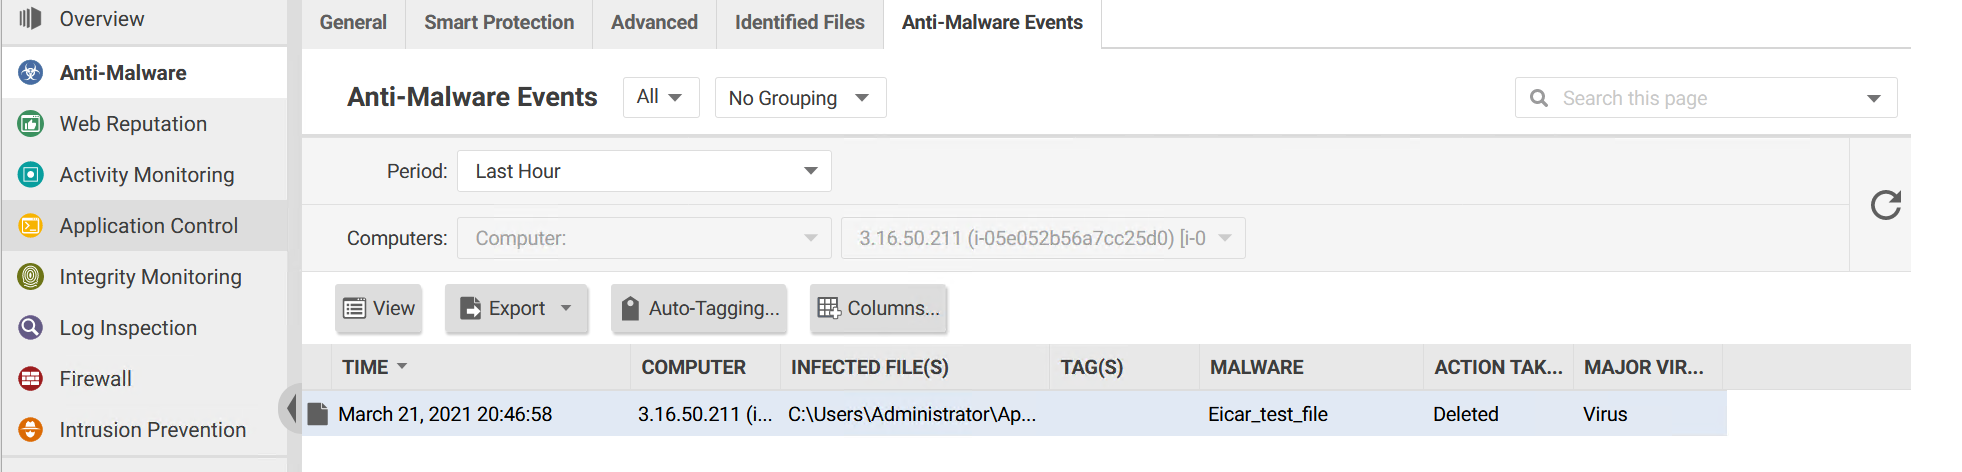 Overview
Anti-Malware
Web Reputation
Activity Monitoring
Application Control
Integrity Monitoring
Log Inspection
Firewall
Intrusion Prevention
General Smart Protection Advanced Identified Files Anti-Malware Events
Anti-Malware Events All No Grouping Search this page
Period: Last Hour
Computers: Computer: 3.16.50.211 (i-05e052b56a7cc25d0) [i-0
View Export Auto-Tagging... Columns...
TIME COMPUTER INFECTED FILE(S) TAG(S) MALWARE ACTION TAK... MAJOR VIR...
March 21, 2021 20:46:58 3.16.50.211 (i... C:\Users\Administrator\Ap... Eicar_test_file Deleted Virus